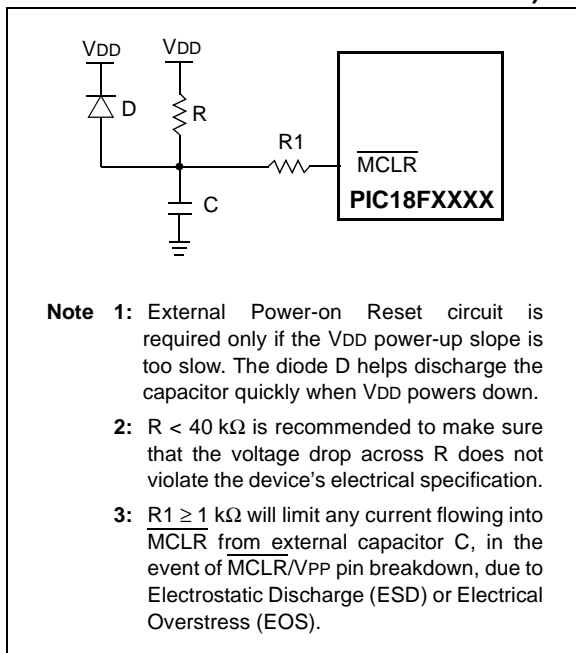 VDD VDD
D
R
R1
MCLR
PIC18FXXXX
C
Note 1: External Power-on Reset circuit is
required only if the VDD power-up slope is
too slow. The diode D helps discharge the
capacitor quickly when VDD powers down.
2: R < 40 kΩ is recommended to make sure
that the voltage drop across R does not
violate the device's electrical specification.
3: R1 ≥ 1 kΩ will limit any current flowing into
MCLR from external capacitor C, in the
event of MCLR/VPP pin breakdown, due to
Electrostatic Discharge (ESD) or Electrical
Overstress (EOS).